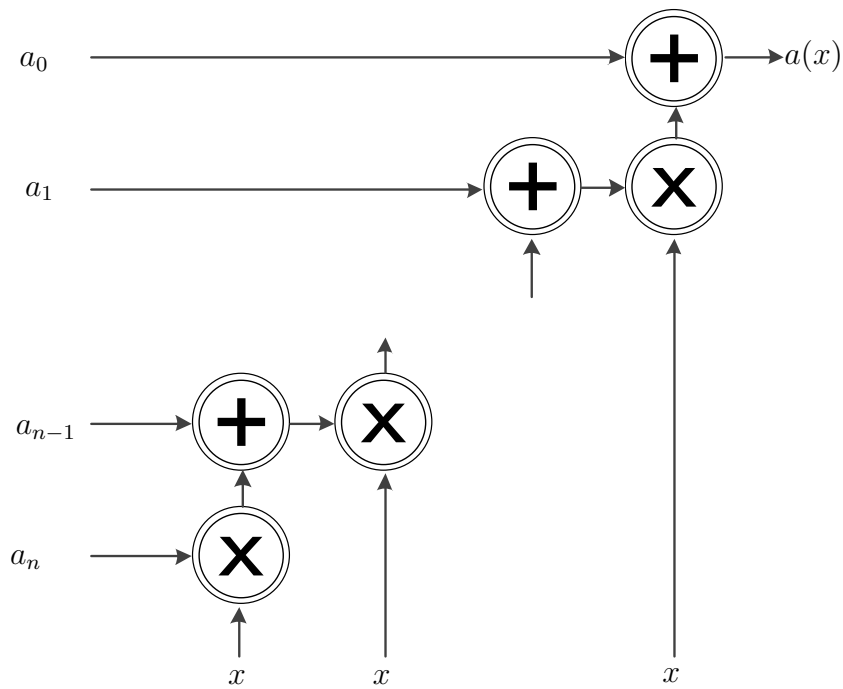 a_0
+
a(x)
a_1
+
×
a_{n-1}
+
×
a_n
×
x
x
x